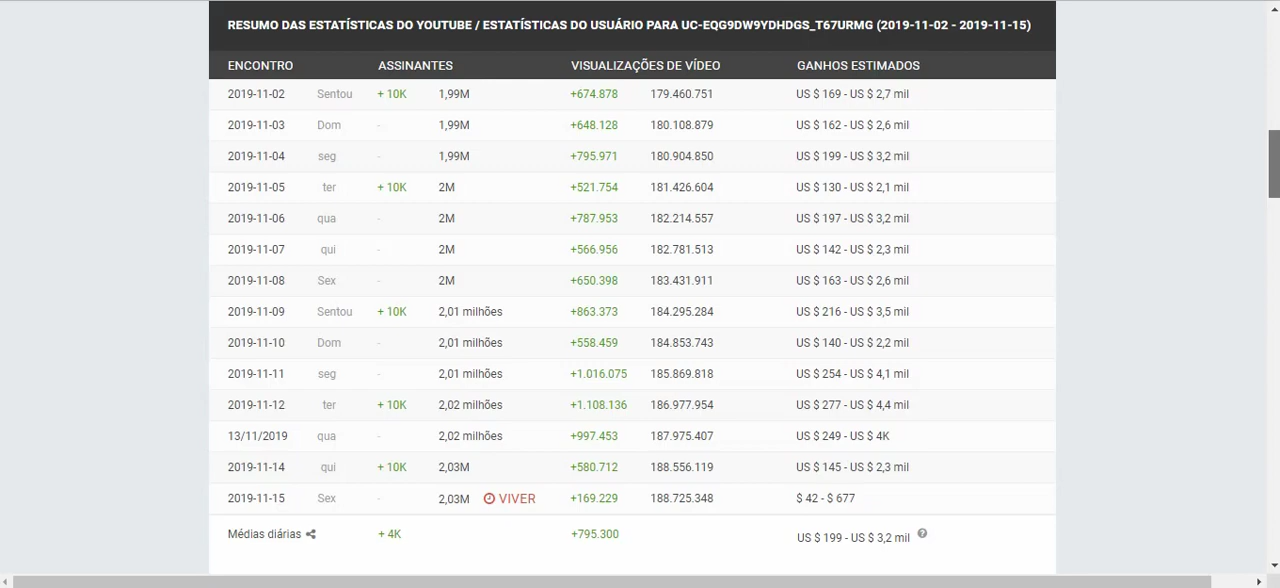 RESUMO DAS ESTATÍSTICAS DO YOUTUBE / ESTATÍSTICAS DO USUÁRIO PARA UC-EQG9DW9YDHDGS_T67URMG (2019-11-02 - 2019-11-15)
ENCONTRO ASSINANTES VISUALIZAÇÕES DE VÍDEO GANHOS ESTIMADOS
2019-11-02 Sentou + 10K 1,99M +674.878 179.460.751 US $ 169 - US $ 2,7 mil
2019-11-03 Dom - 1,99M +648.128 180.108.879 US $ 162 - US $ 2,6 mil
2019-11-04 seg - 1,99M +795.971 180.904.850 US $ 199 - US $ 3,2 mil
2019-11-05 ter + 10K 2M +521.754 181.426.604 US $ 130 - US $ 2,1 mil
2019-11-06 qua - 2M +787.953 182.214.557 US $ 197 - US $ 3,2 mil
2019-11-07 qui - 2M +566.956 182.781.513 US $ 142 - US $ 2,3 mil
2019-11-08 Sex - 2M +650.398 183.431.911 US $ 163 - US $ 2,6 mil
2019-11-09 Sentou + 10K 2,01 milhões +863.373 184.295.284 US $ 216 - US $ 3,5 mil
2019-11-10 Dom - 2,01 milhões +558.459 184.853.743 US $ 140 - US $ 2,2 mil
2019-11-11 seg - 2,01 milhões +1.016.075 185.869.818 US $ 254 - US $ 4,1 mil
2019-11-12 ter + 10K 2,02 milhões +1.108.136 186.977.954 US $ 277 - US $ 4,4 mil
13/11/2019 qua - 2,02 milhões +997.453 187.975.407 US $ 249 - US $ 4K
2019-11-14 qui + 10K 2,03M +580.712 188.556.119 US $ 145 - US $ 2,3 mil
2019-11-15 Sex - 2,03M VIVER +169.229 188.725.348 $ 42 - $ 677
Médias diárias + 4K +795.300 US $ 199 - US $ 3,2 mil ?